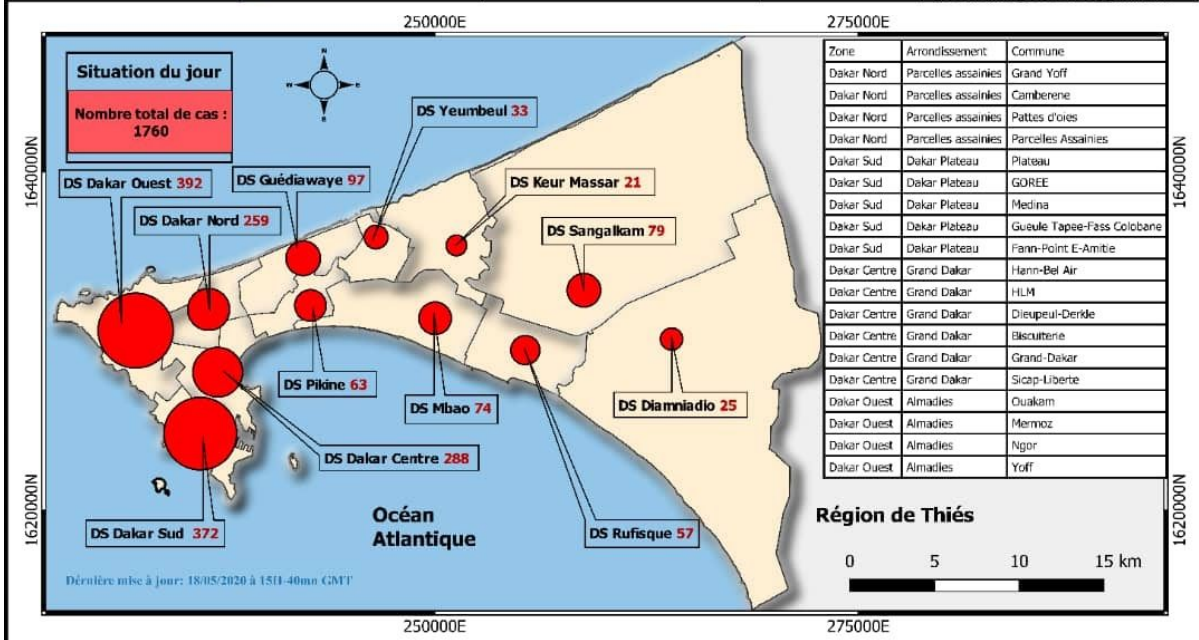 250000E
275000E
Situation du jour
Nombre total de cas :
1760
N
W
E
S
DS Yeumbeul 33
DS Dakar Ouest 392
DS Guédiawaye 97
DS Keur Massar 21
DS Dakar Nord 259
DS Sangalkam 79
DS Pikine 63
DS Mbao 74
DS Diamniadio 25
DS Dakar Centre 288
DS Dakar Sud 372
DS Rufisque 57
Océan
Atlantique
Région de Thiés
0 5 10 15 km
Dérniére mise à jour: 18/05/2020 à 15H-40mn GMT
1640000N
1620000N
1640000N
1620000N
250000E
275000E
Zone Arrondissement Commune
Dakar Nord Parcelles assainies Grand Yoff
Dakar Nord Parcelles assainies Camberene
Dakar Nord Parcelles assainies Pattes d'oies
Dakar Nord Parcelles assainies Parcelles Assainies
Dakar Sud Dakar Plateau Plateau
Dakar Sud Dakar Plateau GOREE
Dakar Sud Dakar Plateau Medina
Dakar Sud Dakar Plateau Gueule Tapee-Fass Colobane
Dakar Sud Dakar Plateau Fann-Point E-Amitie
Dakar Centre Grand Dakar Hann-Bel Air
Dakar Centre Grand Dakar HLM
Dakar Centre Grand Dakar Dieupeul-Derkle
Dakar Centre Grand Dakar Biscuiterie
Dakar Centre Grand Dakar Grand-Dakar
Dakar Centre Grand Dakar Sicap-Liberte
Dakar Ouest Almadies Ouakam
Dakar Ouest Almadies Mermoz
Dakar Ouest Almadies Ngor
Dakar Ouest Almadies Yoff